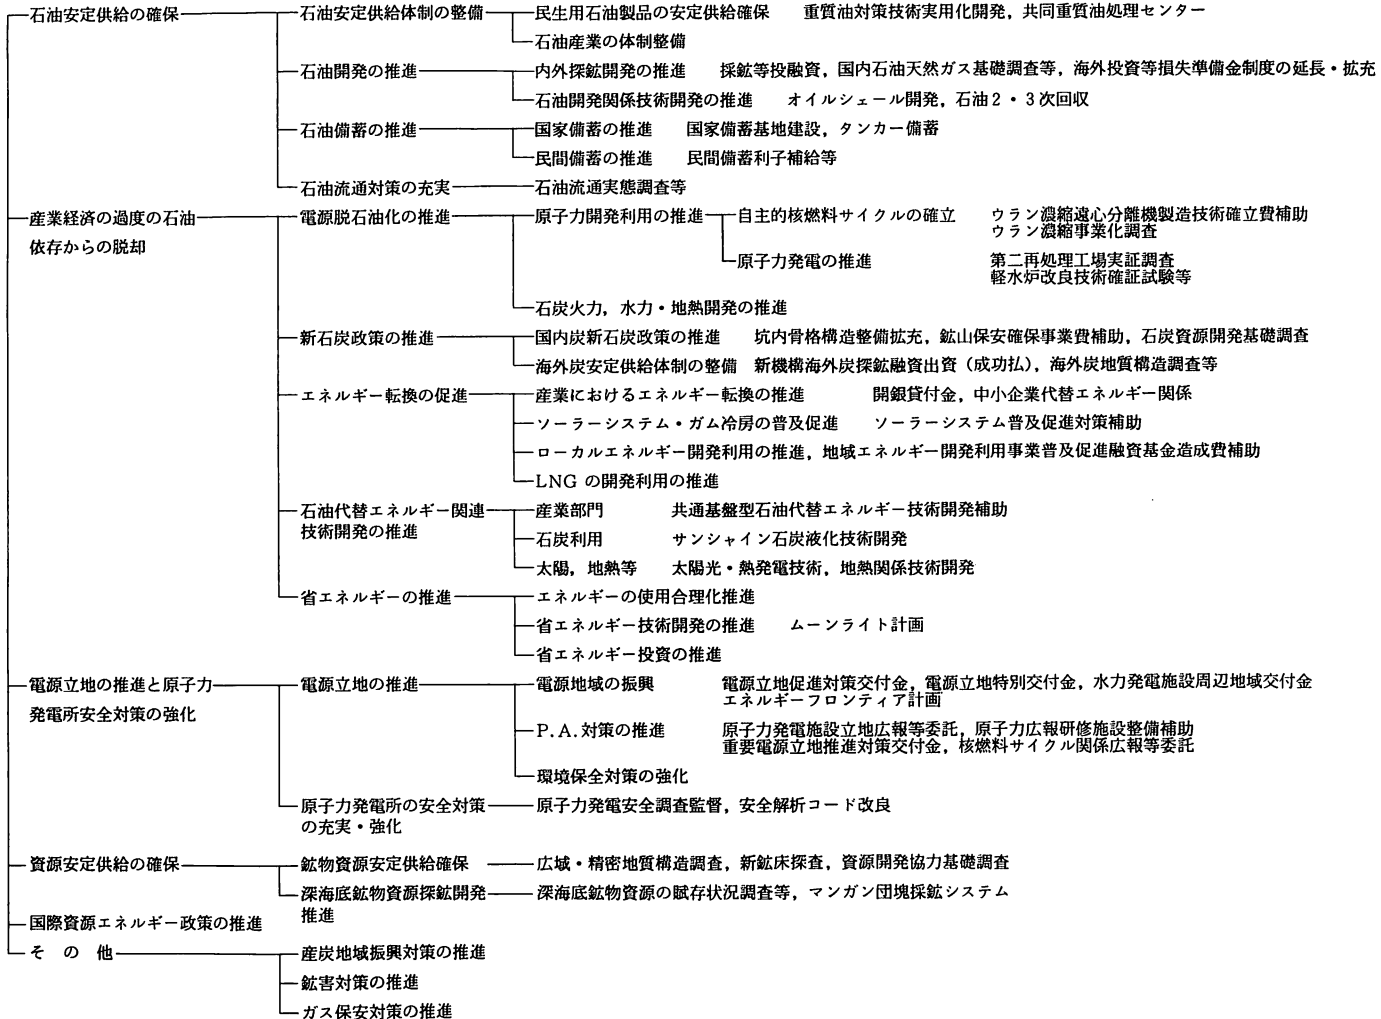 石油安定供給の確保 石油安定供給体制の整備 民生用石油製品の安定供給確保 重質油対策技術実用化開発，共同重質油処理センター
石油産業の体制整備
石油開発の推進 内外探鉱開発の推進 採鉱等投融資，国内石油天然ガス基礎調査等，海外投資等損失準備金制度の延長・拡充
石油開発関係技術開発の推進 オイルシェール開発，石油2・3次回収
石油備蓄の推進 国家備蓄の推進 国家備蓄基地建設，タンカー備蓄
民間備蓄の推進 民間備蓄利子補給等
石油流通対策の充実 石油流通実態調査等
産業経済の過度の石油 電源脱石油化の推進 原子力開発利用の推進 自主的核燃料サイクルの確立 ウラン濃縮遠心分離機製造技術確立費補助
ウラン濃縮事業化調査
依存からの脱却
原子力発電の推進 第二再処理工場実証調査
軽水炉改良技術確証試験等
石炭火力，水力・地熱開発の推進
新石炭政策の推進 国内炭新石炭政策の推進 坑内骨格構造整備拡充，鉱山保安確保事業費補助，石炭資源開発基礎調査
海外炭安定供給体制の整備 新機構海外炭探鉱融資出資（成功払），海外炭地質構造調査等
エネルギー転換の促進 産業におけるエネルギー転換の推進 開銀貸付金，中小企業代替エネルギー関係
ソーラーシステム・ガム冷房の普及促進 ソーラーシステム普及促進対策補助
ローカルエネルギー開発利用の推進，地域エネルギー開発利用事業普及促進融資基金造成費補助
LNG の開発利用の推進
石油代替エネルギー関連 産業部門 共通基盤型石油代替エネルギー技術開発補助
技術開発の推進
石炭利用 サンシャイン石炭液化技術開発
太陽，地熱等 太陽光・熱発電技術，地熱関係技術開発
省エネルギーの推進 エネルギーの使用合理化推進
省エネルギー技術開発の推進 ムーンライト計画
省エネルギー投資の推進
電源立地の推進と原子力 電源立地の推進 電源地域の振興 電源立地促進対策交付金，電源立地特別交付金，水力発電施設周辺地域交付金
エネルギーフロンティア計画
発電所安全対策の強化
P.A.対策の推進 原子力発電施設立地広報等委託，原子力広報研修施設整備補助
重要電源立地推進対策交付金，核燃料サイクル関係広報等委託
環境保全対策の強化
原子力発電所の安全対策 原子力発電安全調査監督，安全解析コード改良
の充実・強化
資源安定供給の確保 鉱物資源安定供給確保 広域・精密地質構造調査，新鉱床探査，資源開発協力基礎調査
深海底鉱物資源探鉱開発 深海底鉱物資源の賦存状況調査等，マンガン団塊採鉱システム
推進
国際資源エネルギー政策の推進
その他 産炭地域振興対策の推進
鉱害対策の推進
ガス保安対策の推進